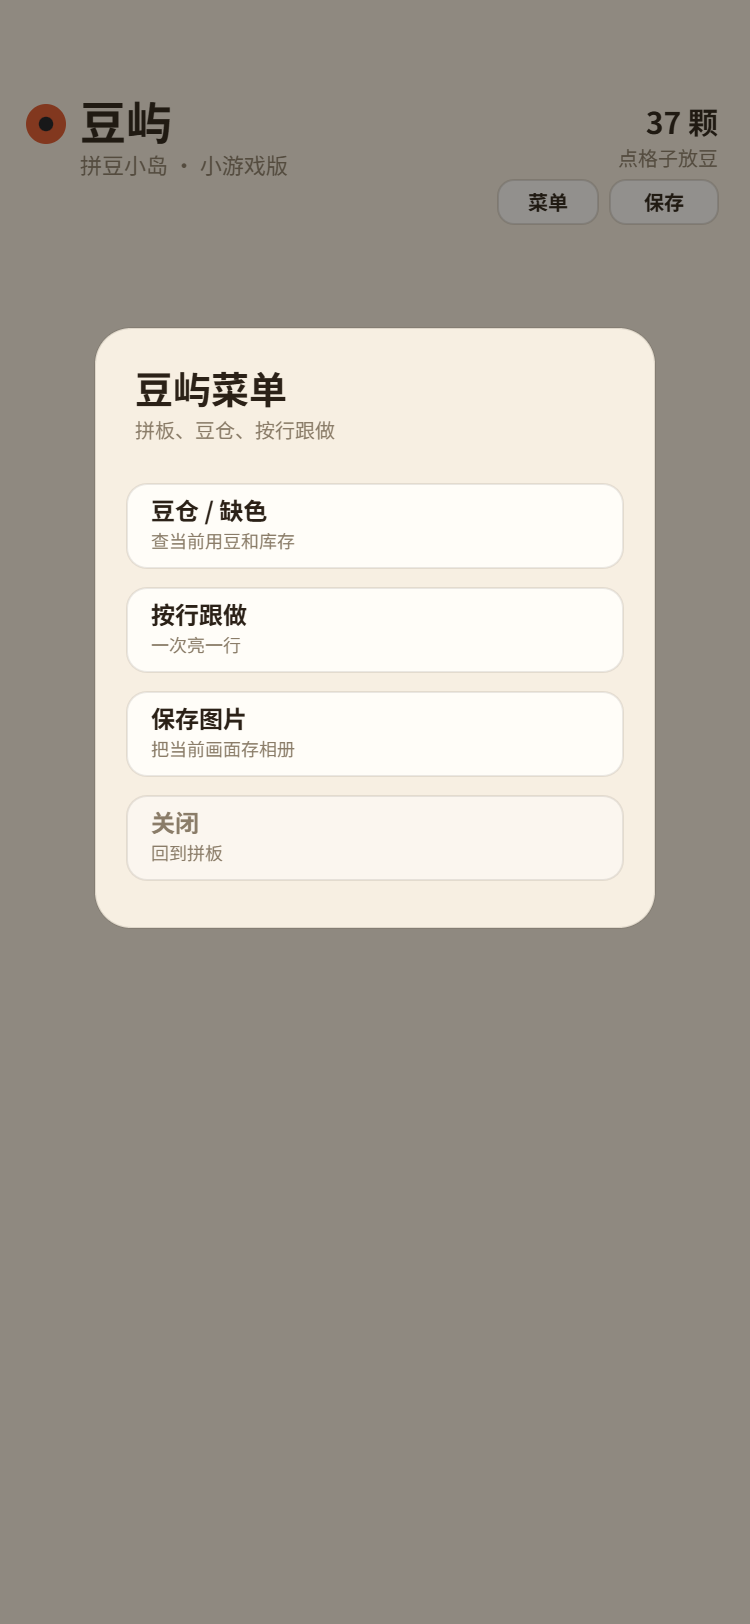 豆屿
拼豆小岛 · 小游戏版
37 颗
点格子放豆
菜单
保存
豆屿菜单
拼板、豆仓、按行跟做
豆仓 / 缺色
查当前用豆和库存
按行跟做
一次亮一行
保存图片
把当前画面存相册
关闭
回到拼板